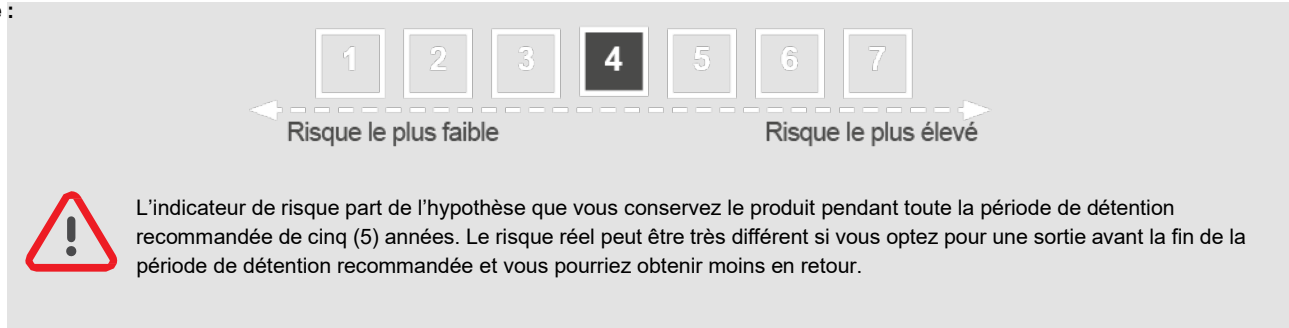 e :
1 2 3 4 5 6 7
Risque le plus faible Risque le plus élevé
L'indicateur de risque part de l'hypothèse que vous conservez le produit pendant toute la période de détention
recommandée de cinq (5) années. Le risque réel peut être très différent si vous optez pour une sortie avant la fin de la
période de détention recommandée et vous pourriez obtenir moins en retour.